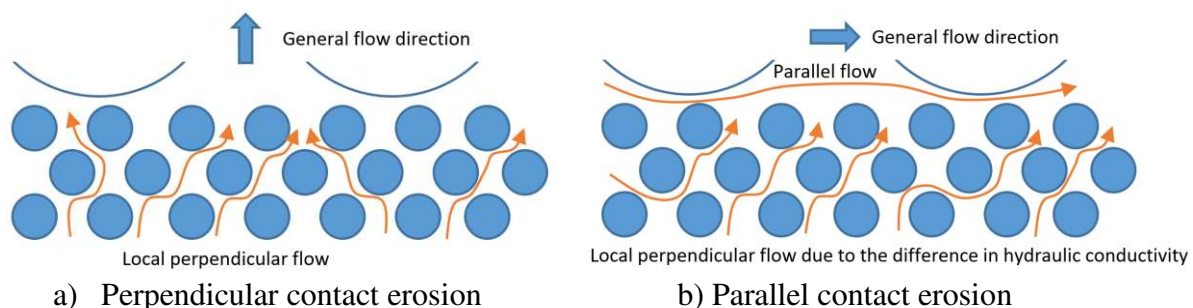 General flow direction
Local perpendicular flow
a) Perpendicular contact erosion
General flow direction
Parallel flow
Local perpendicular flow due to the difference in hydraulic conductivity
b) Parallel contact erosion